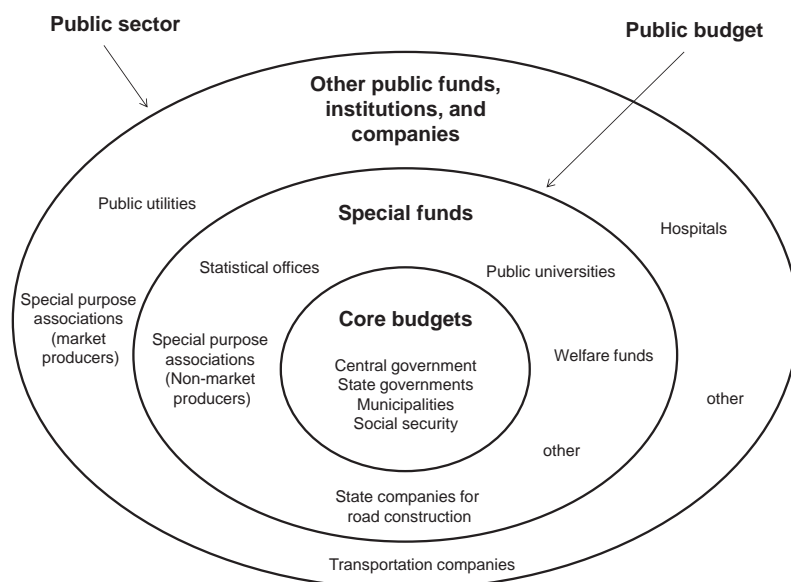 Public sector
Public budget
Other public funds,
institutions, and
companies
Public utilities
Special funds
Hospitals
Statistical offices
Public universities
Special purpose
associations
(market
producers)
Special purpose
associations
(Non-market
producers)
Core budgets
Central government
State governments
Municipalities
Social security
Welfare funds
other
other
State companies for
road construction
Transportation companies